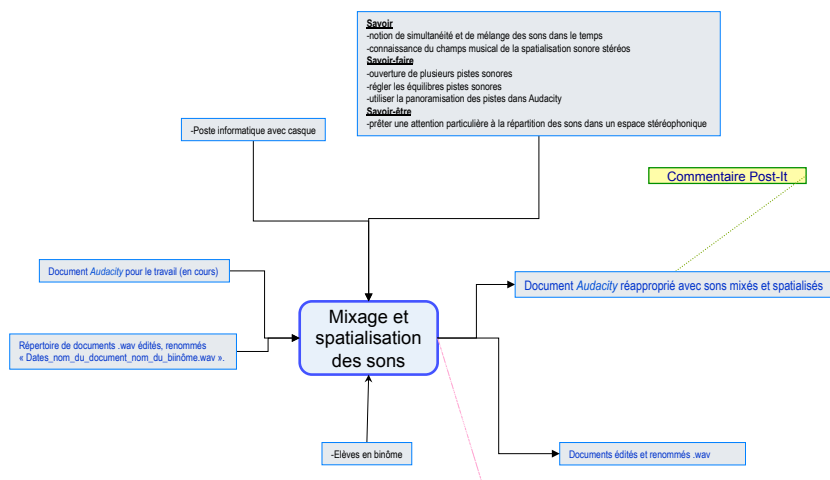 Savoir
-notion de simultanéité et de mélange des sons dans le temps
-connaissance du champs musical de la spatialisation sonore stéréos
Savoir-faire
-ouverture de plusieurs pistes sonores
-régler les équilibres pistes sonores
-utiliser la panoramisation des pistes dans Audacity
Savoir-être
-prêter une attention particulière à la répartition des sons dans un espace stéréophonique
-Poste informatique avec casque
Commentaire Post-It
Document Audacity pour le travail (en cours)
Document Audacity réapproprié avec sons mixés et spatialisés
Mixage et
spatialisation
des sons
Répertoire de documents .wav édités, renommés
« Dates_nom_du_document_nom_du_biinôme.wav ».
-Elèves en binôme
Documents édités et renommés .wav